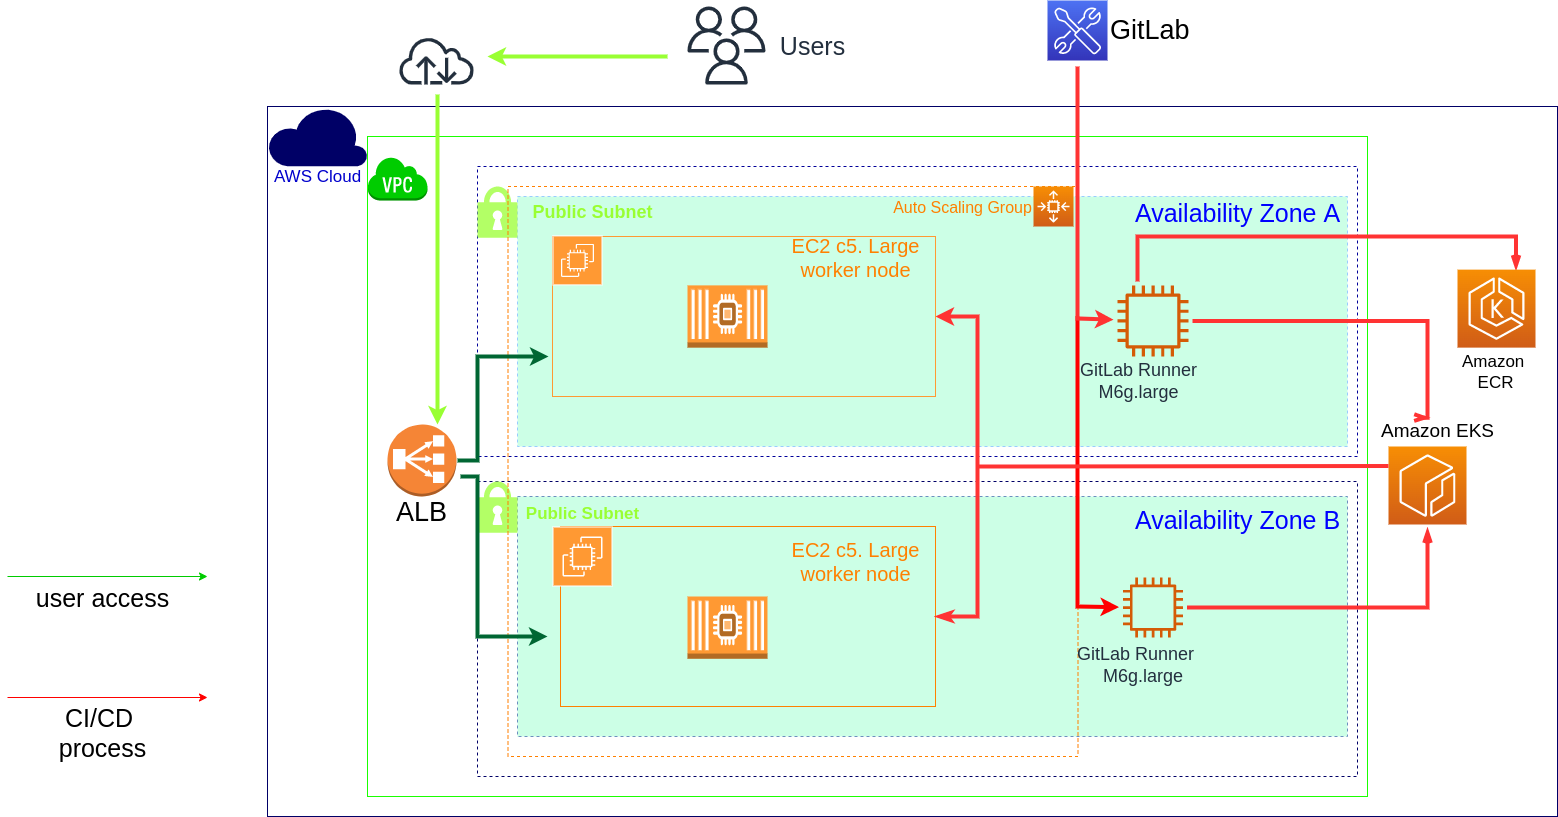 Users
GitLab
AWS Cloud
VPC
Public Subnet
Auto Scaling Group
Availability Zone A
EC2 c5. Large
worker node
GitLab Runner
M6g.large
K
Amazon
ECR
Amazon EKS
ALB
Public Subnet
Availability Zone B
EC2 c5. Large
worker node
GitLab Runner
M6g.large
user access
CI/CD
process